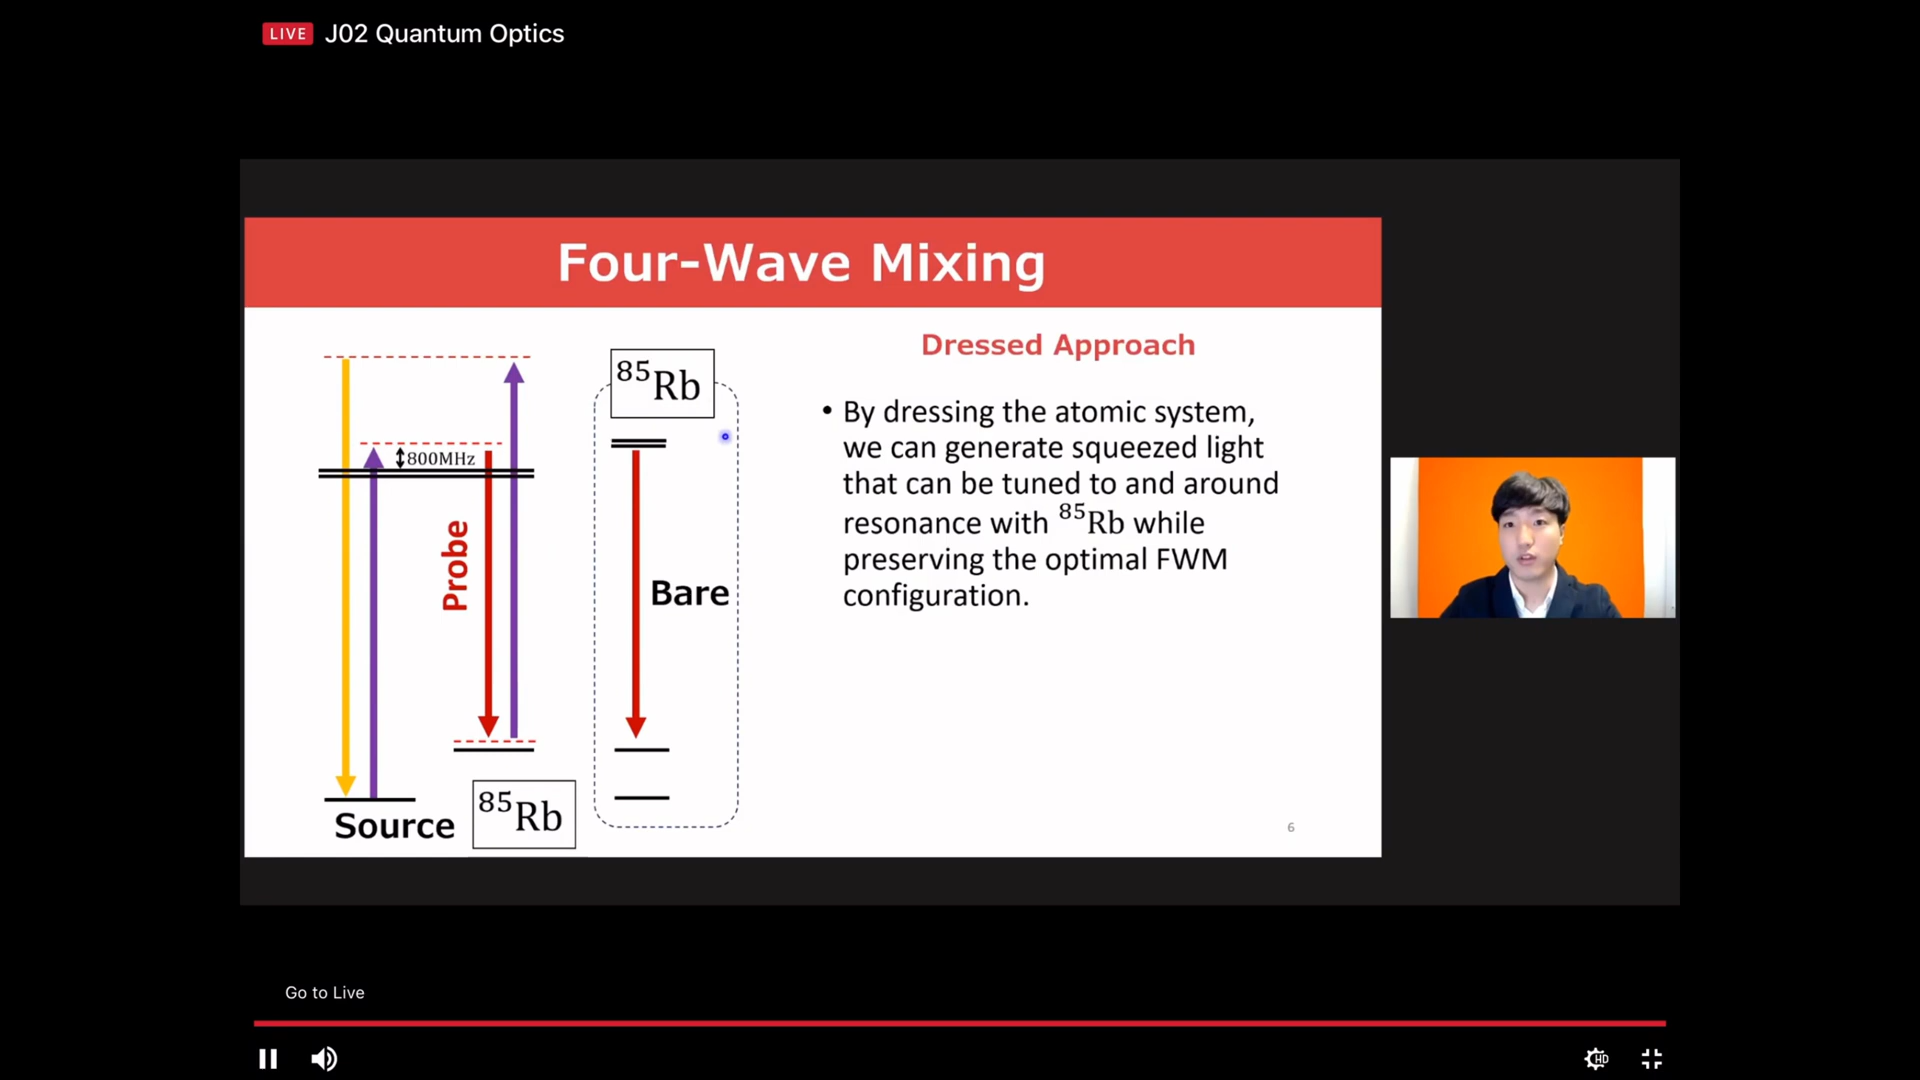 LIVE J02 Quantum Optics
Four-Wave Mixing
800MHz
Probe
Source
⁸⁵Rb
⁸⁵Rb
Bare
Dressed Approach
• By dressing the atomic system,
we can generate squeezed light
that can be tuned to and around
resonance with ⁸⁵Rb while
preserving the optimal FWM
configuration.
6
Go to Live
HD